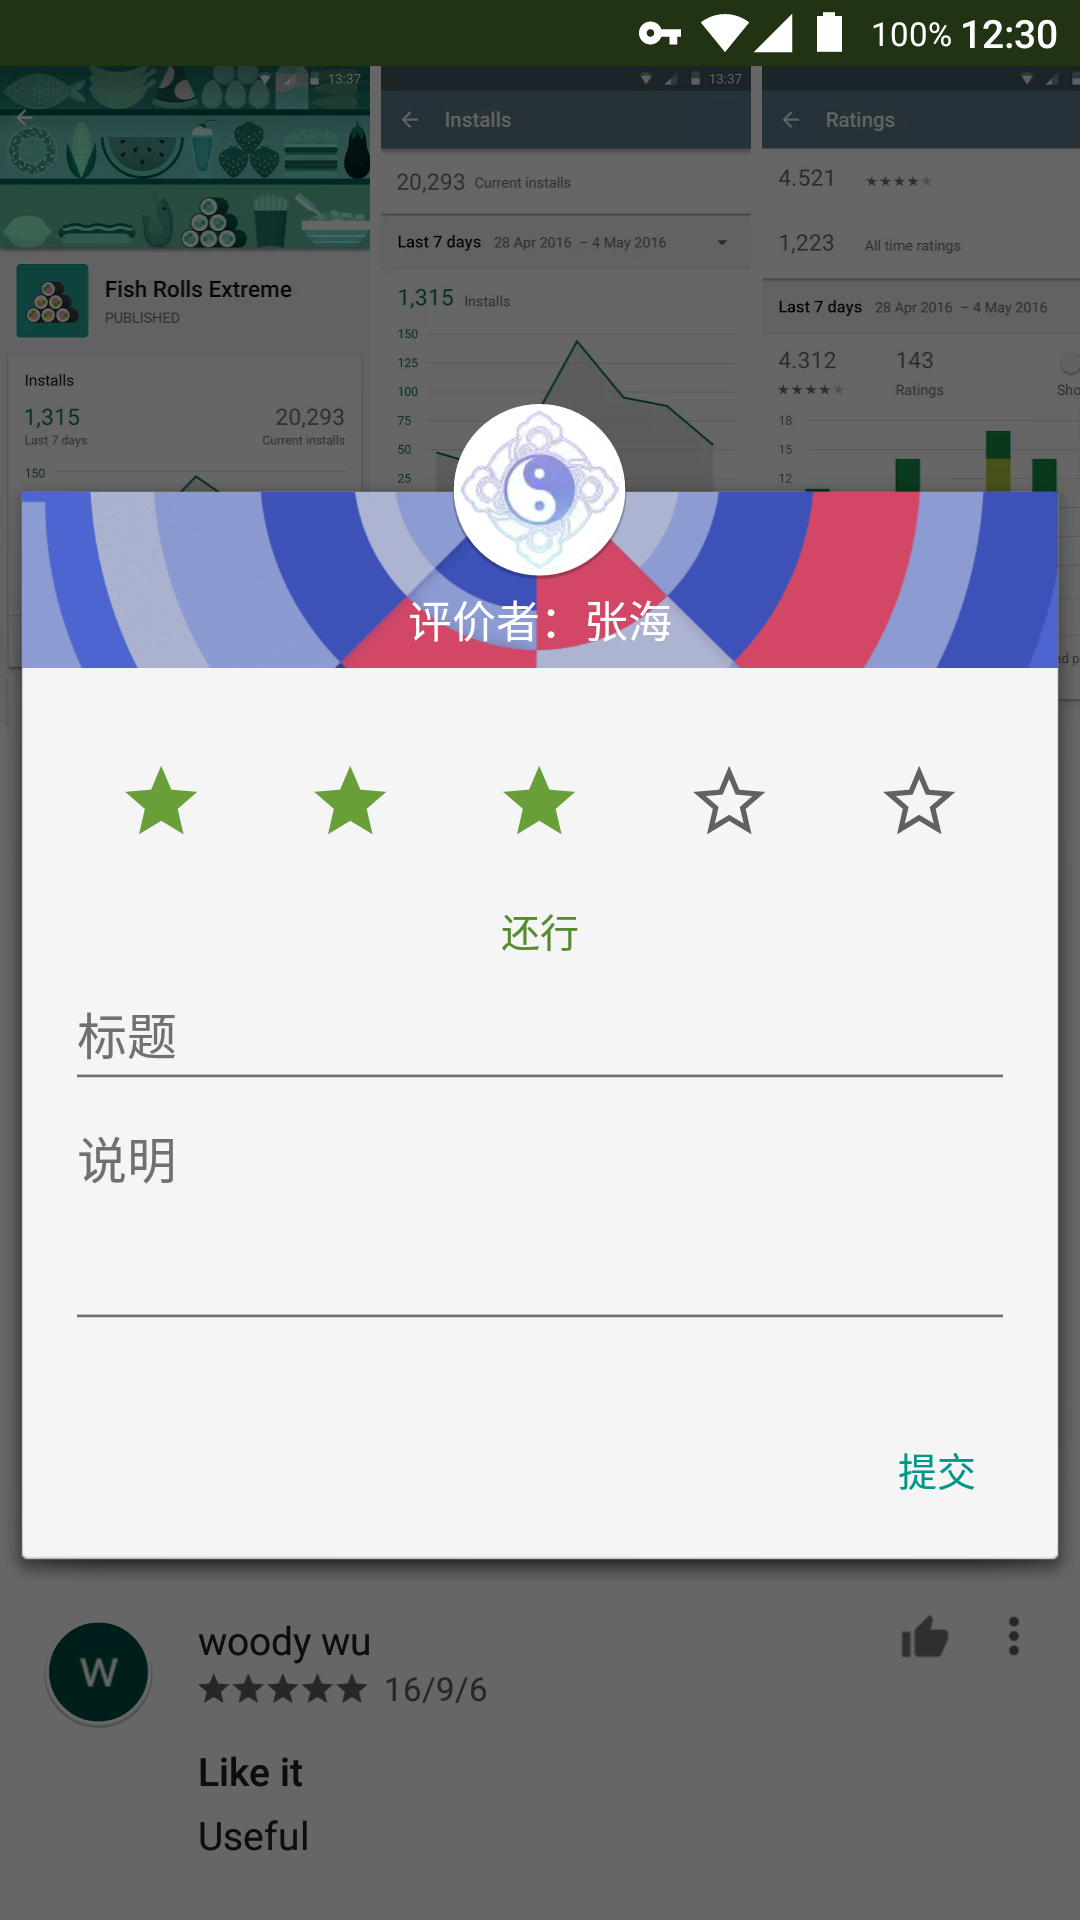 100% 12:30
13:37
Fish Rolls Extreme
PUBLISHED
Installs
1,315
20,293
Last 7 days
Current installs
150
13:37
Installs
20,293 Current installs
Last 7 days 28 Apr 2016 – 4 May 2016
1,315 Installs
150
125
100
75
50
25
Ratings
4.521
1,223 All time ratings
Last 7 days 28 Apr 2016 – 4 May 2016
4.312 143
Ratings Sho
18
15
12
ed p
评价者：张海
还行
标题
说明
提交
W
woody wu
16/9/6
Like it
Useful